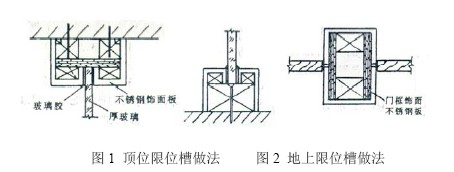 玻璃胶
不锈钢饰面板
厚玻璃
门框饰面
不锈钢板
图1 顶位限位槽做法
图2 地上限位槽做法